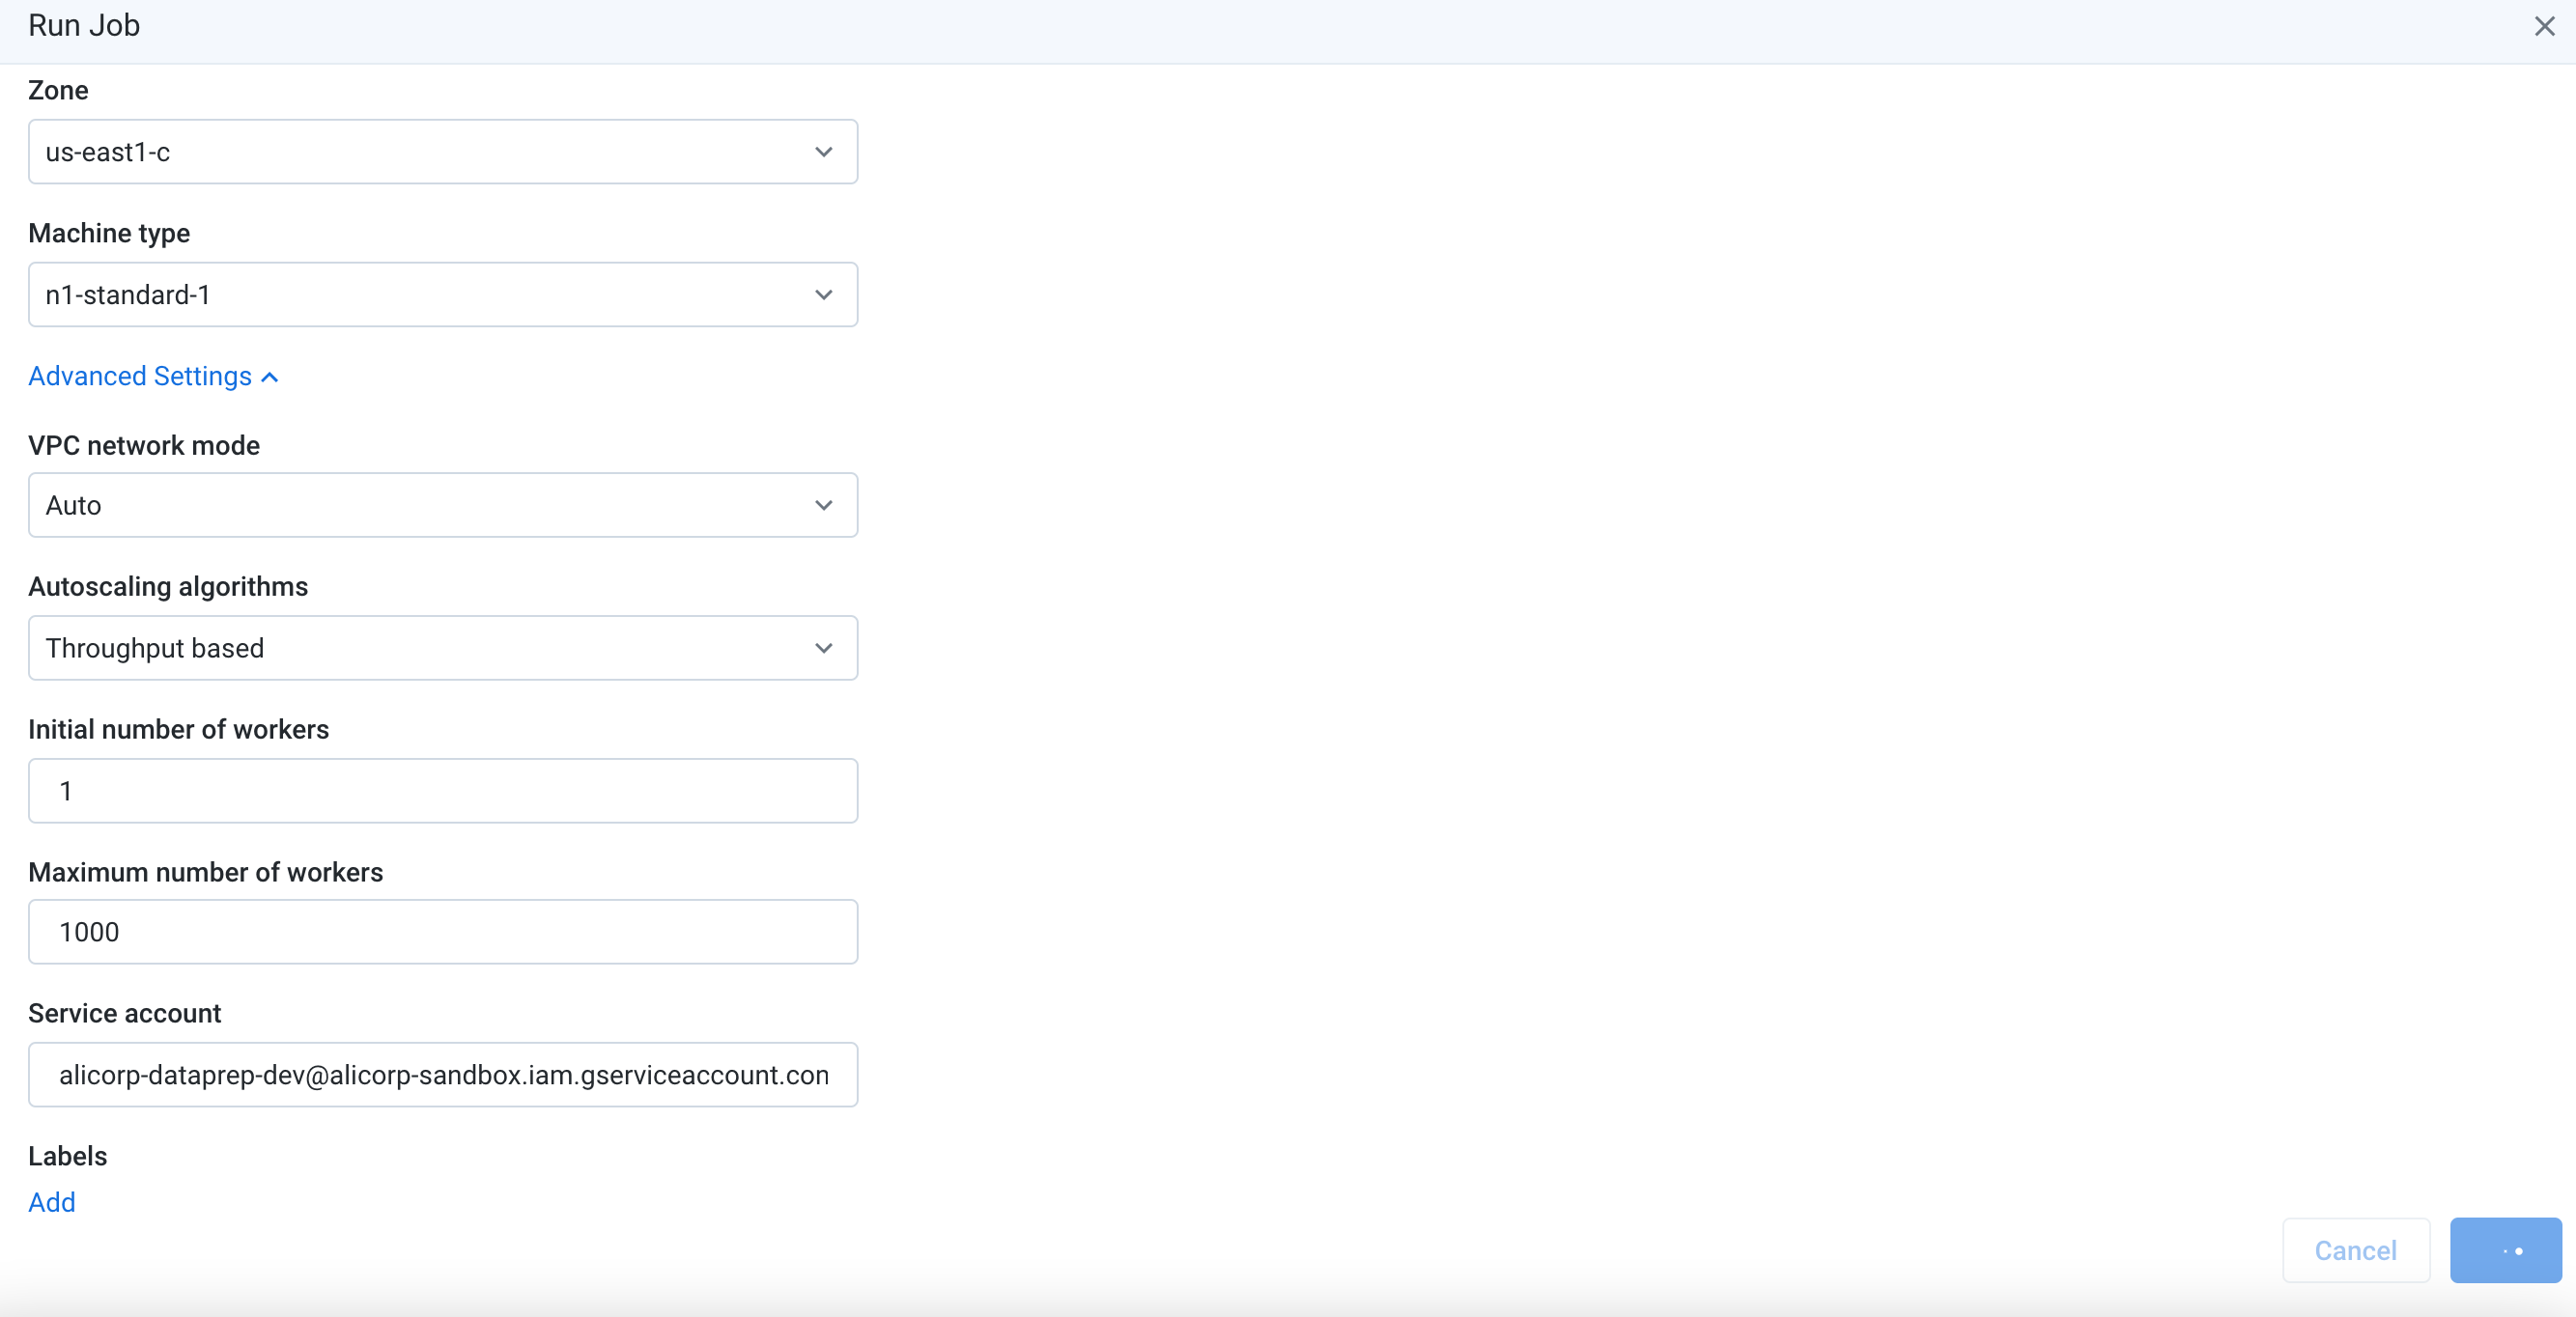 Run Job
Zone
us-east1-c
Machine type
n1-standard-1
Advanced Settings
VPC network mode
Auto
Autoscaling algorithms
Throughput based
Initial number of workers
1
Maximum number of workers
1000
Service account
alicorp-dataprep-dev@alicorp-sandbox.iam.gserviceaccount.con
Labels
Add
Cancel